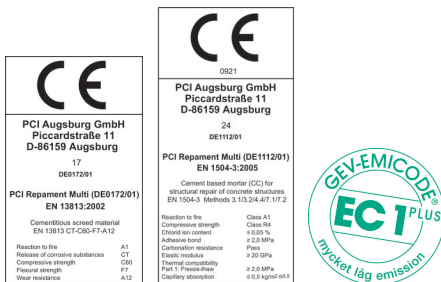 CE
PCI Augsburg GmbH
Piccardstraße 11
D-86159 Augsburg
17
DE0172/01
PCI Repament Multi (DE0172/01)
EN 13813:2002
Cementitious screed material
EN 13813 CT-C60-F7-A12
Reaction to fire A1
Release of corrosive substances CT
Compressive strength C60
Flexural strength F7
Wear resistance A12
CE
0921
PCI Augsburg GmbH
Piccardstraße 11
D-86159 Augsburg
24
DE1112/01
PCI Repament Multi (DE1112/01)
EN 1504-3:2005
Cement based mortar (CC) for
structural repair of concrete structures
EN 1504-3 Methods 3.1/3.2/4.4/7.1/7.2
Reaction to fire Class A1
Compressive strength Class R4
Chlorid ion content ≤ 0,05 %
Adhesive bond ≥ 2,0 MPa
Carbonation resistance Pass
Elastic modulus ≥ 20 GPa
Thermal compatibility
Part 1: Freeze-thaw ≥ 2,0 MPa
Capillary absorption ≤ 0,5 kg/m2·h0.5
GEV-EMICODE®
EC 1 PLUS
mycket låg emission